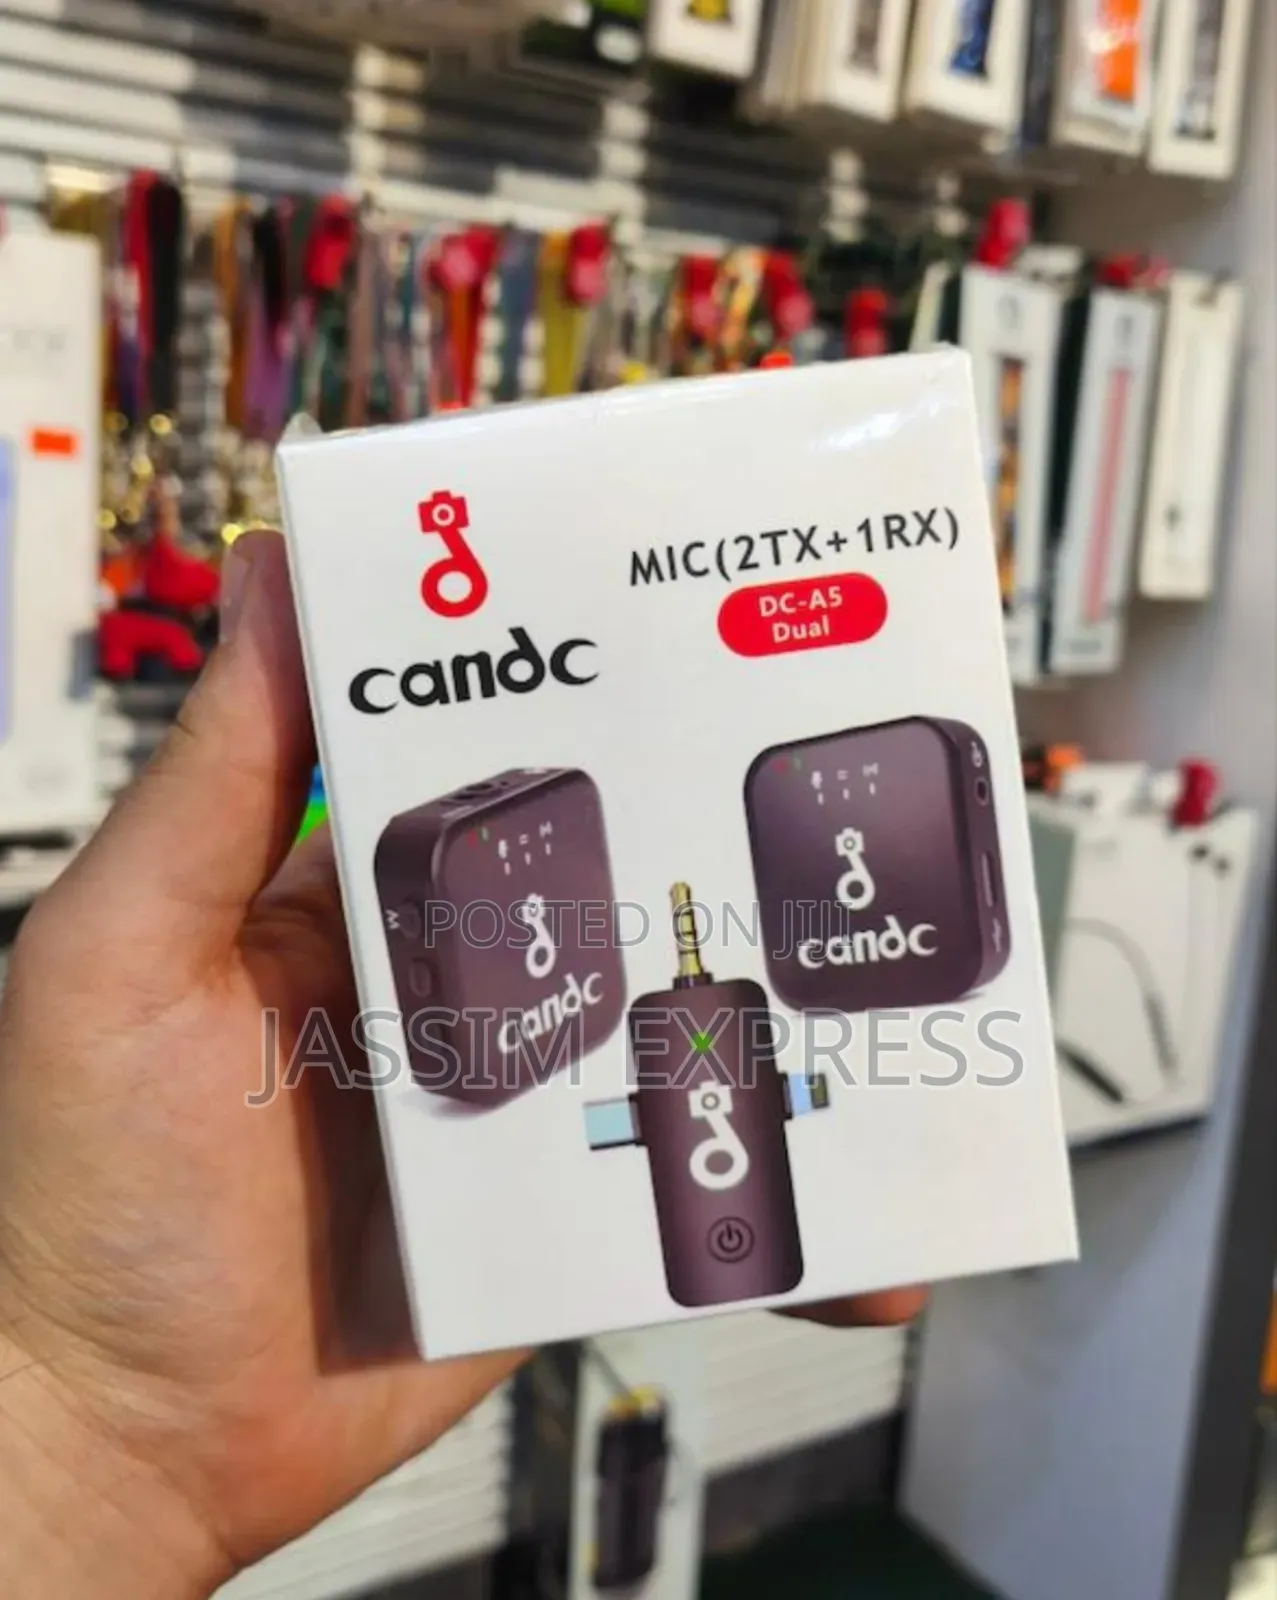 candc
MIC(2TX+1RX)
DC-A5
Dual
M
candc
candc
POSTED ON JIJI
JASSIM EXPRESS